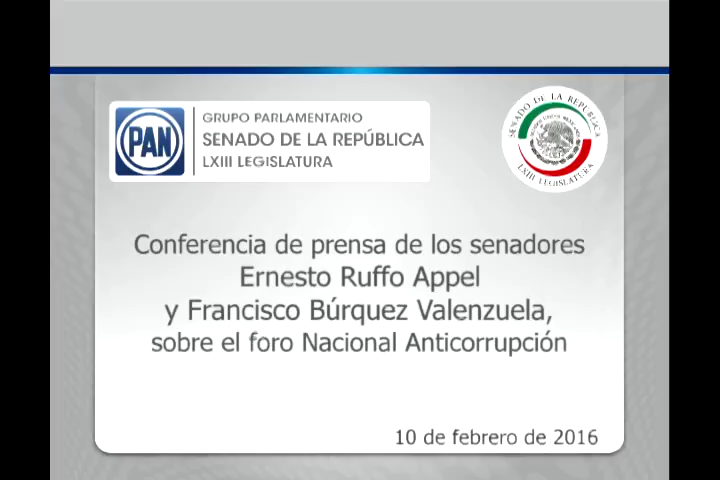 PAN
GRUPO PARLAMENTARIO
SENADO DE LA REPÚBLICA
LXIII LEGISLATURA
SENADO DE LA REPÚBLICA
LXIII LEGISLATURA
Conferencia de prensa de los senadores
Ernesto Ruffo Appel
y Francisco Búrquez Valenzuela,
sobre el foro Nacional Anticorrupción
10 de febrero de 2016